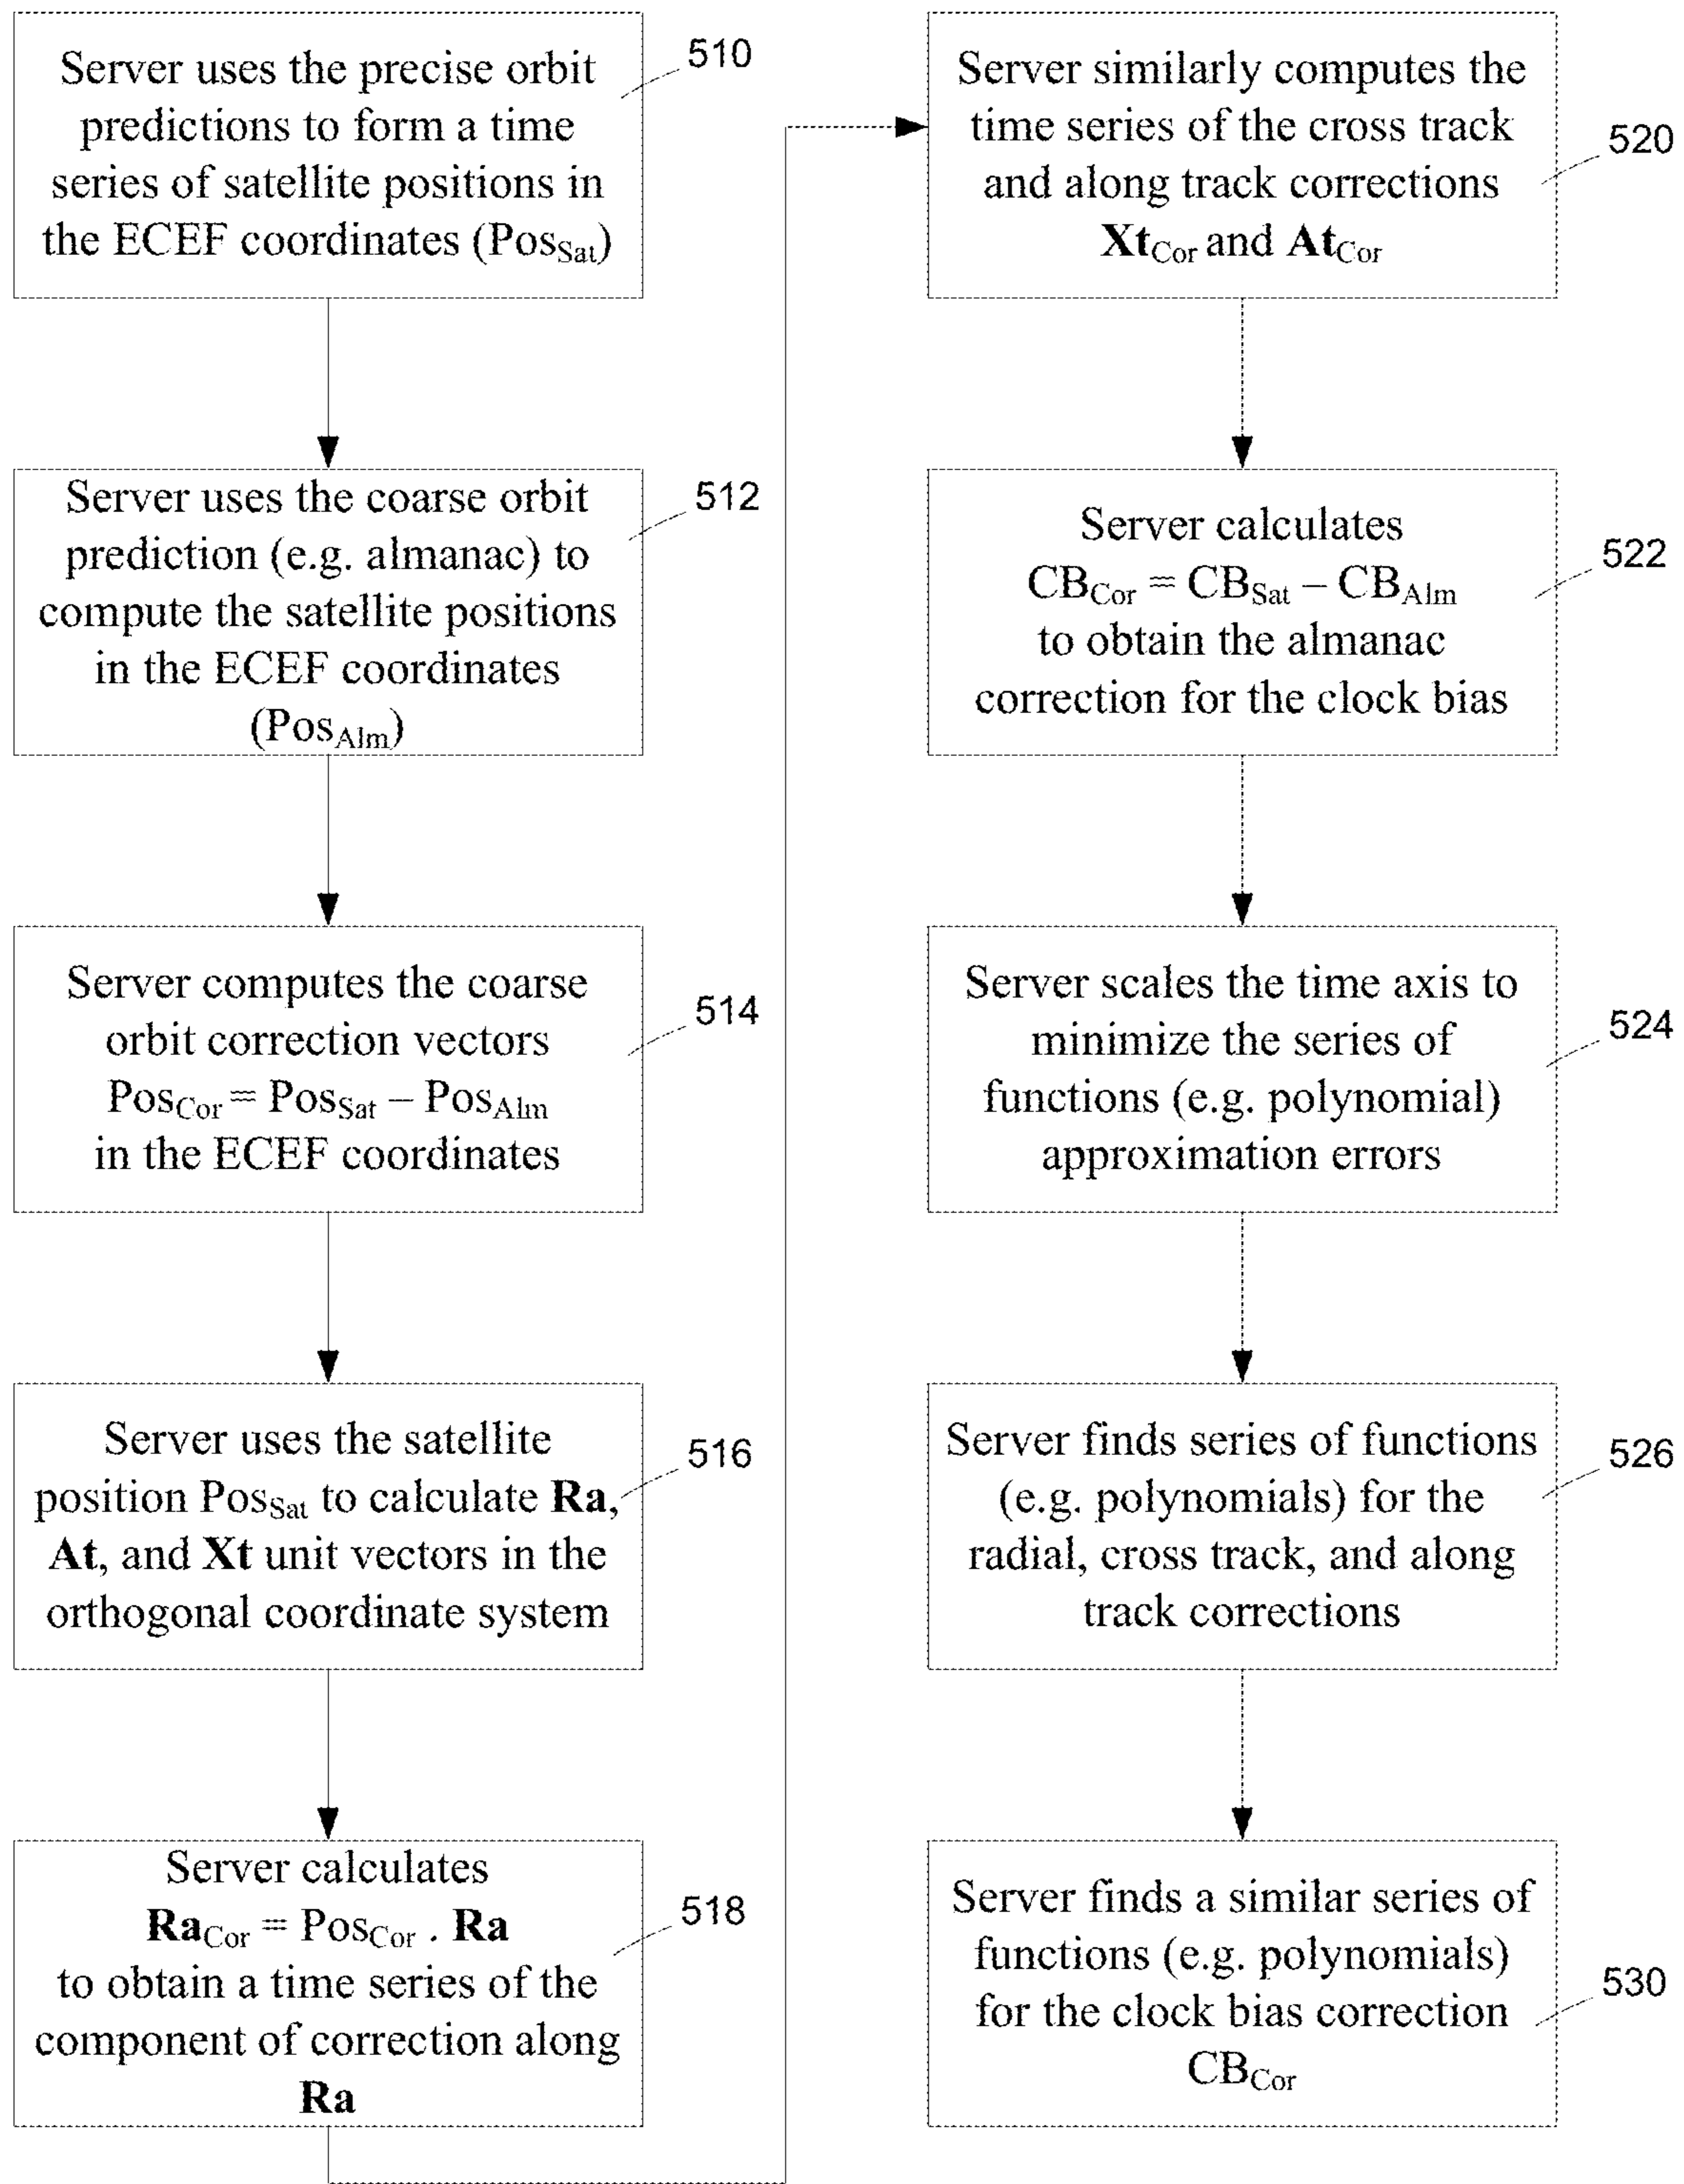 Server uses the precise orbit
predictions to form a time
series of satellite positions in
the ECEF coordinates (PosSat)
510
Server uses the coarse orbit
prediction (e.g. almanac) to
compute the satellite positions
in the ECEF coordinates
(PosAlm)
512
Server computes the coarse
orbit correction vectors
PosCor = PosSat – PosAlm
in the ECEF coordinates
514
Server uses the satellite
position PosSat to calculate Ra,
At, and Xt unit vectors in the
orthogonal coordinate system
516
Server calculates
RaCor = PosCor . Ra
to obtain a time series of the
component of correction along
Ra
518
Server similarly computes the
time series of the cross track
and along track corrections
XtCor and AtCor
520
Server calculates
CBCor = CBSat – CBAlm
to obtain the almanac
correction for the clock bias
522
Server scales the time axis to
minimize the series of
functions (e.g. polynomial)
approximation errors
524
Server finds series of functions
(e.g. polynomials) for the
radial, cross track, and along
track corrections
526
Server finds a similar series of
functions (e.g. polynomials)
for the clock bias correction
CBCor
530